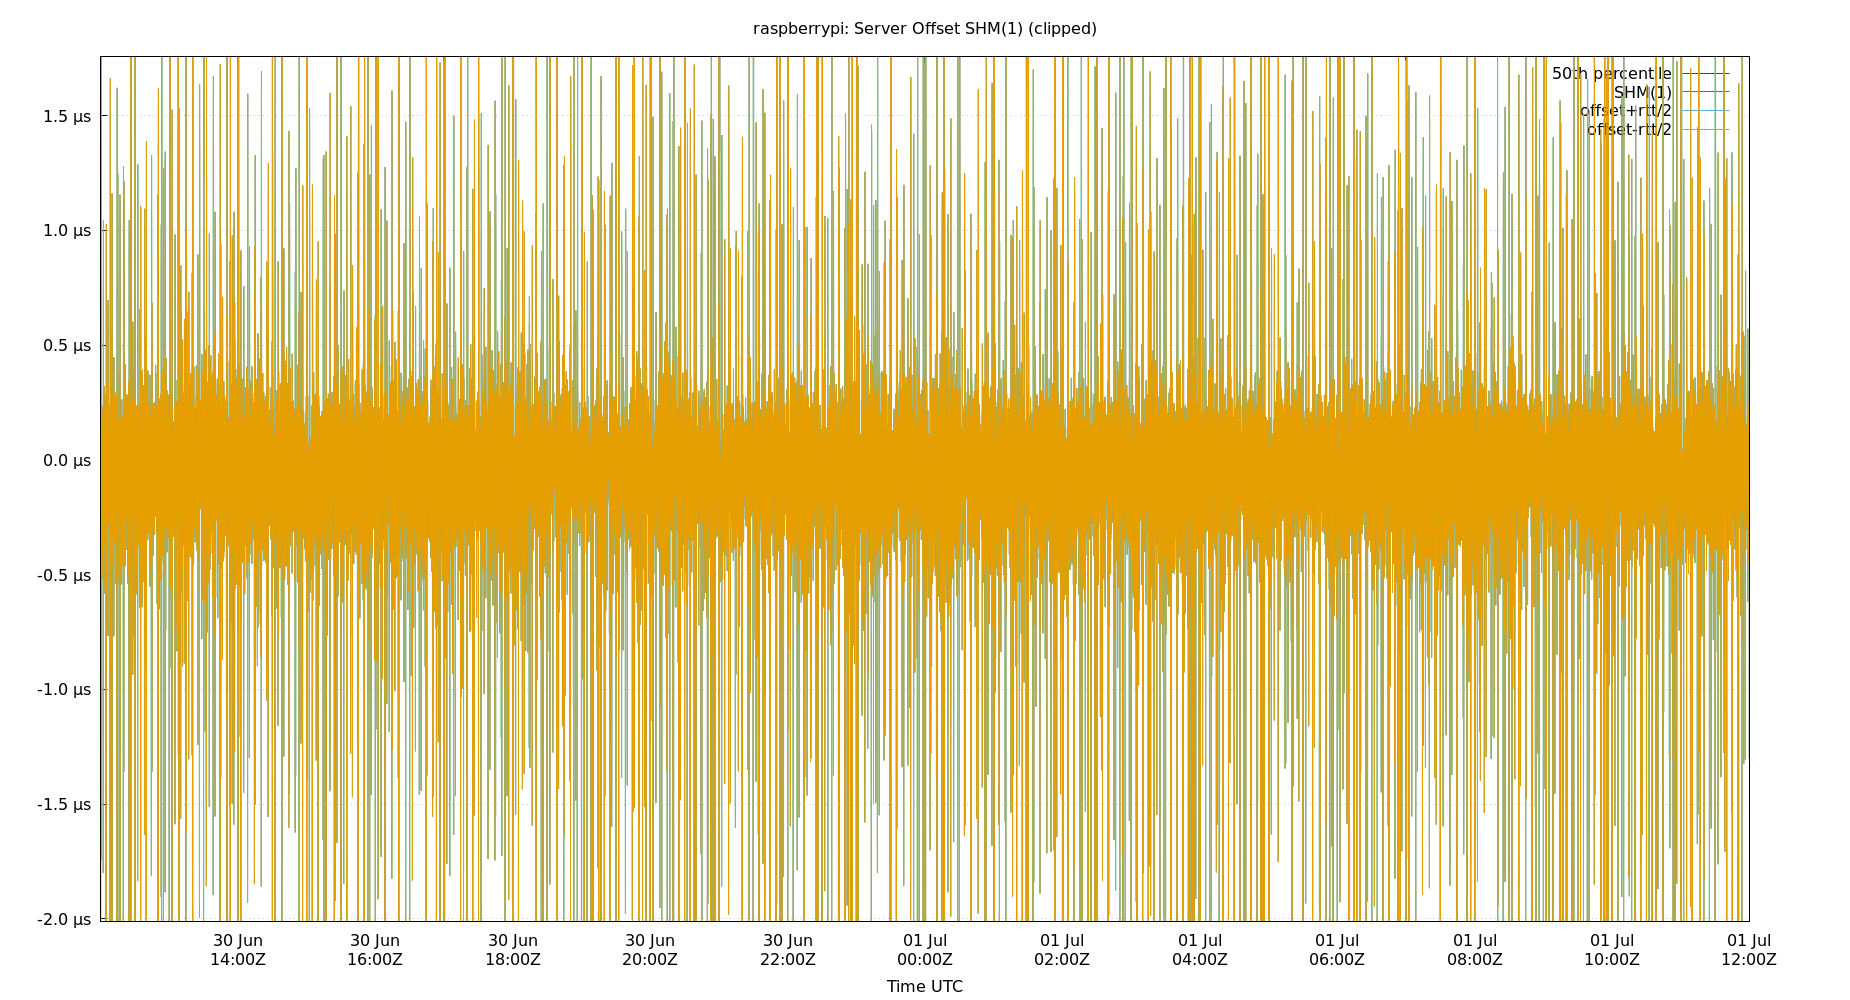 raspberrypi: Server Offset SHM(1) (clipped)
50th percentile
SHM(1)
offset+rtt/2
offset-rtt/2
1.5 µs
1.0 µs
0.5 µs
0.0 µs
-0.5 µs
-1.0 µs
-1.5 µs
-2.0 µs
30 Jun 30 Jun 30 Jun 30 Jun 30 Jun 01 Jul 01 Jul 01 Jul 01 Jul 01 Jul 01 Jul 01 Jul
14:00Z 16:00Z 18:00Z 20:00Z 22:00Z 00:00Z 02:00Z 04:00Z 06:00Z 08:00Z 10:00Z 12:00Z
Time UTC